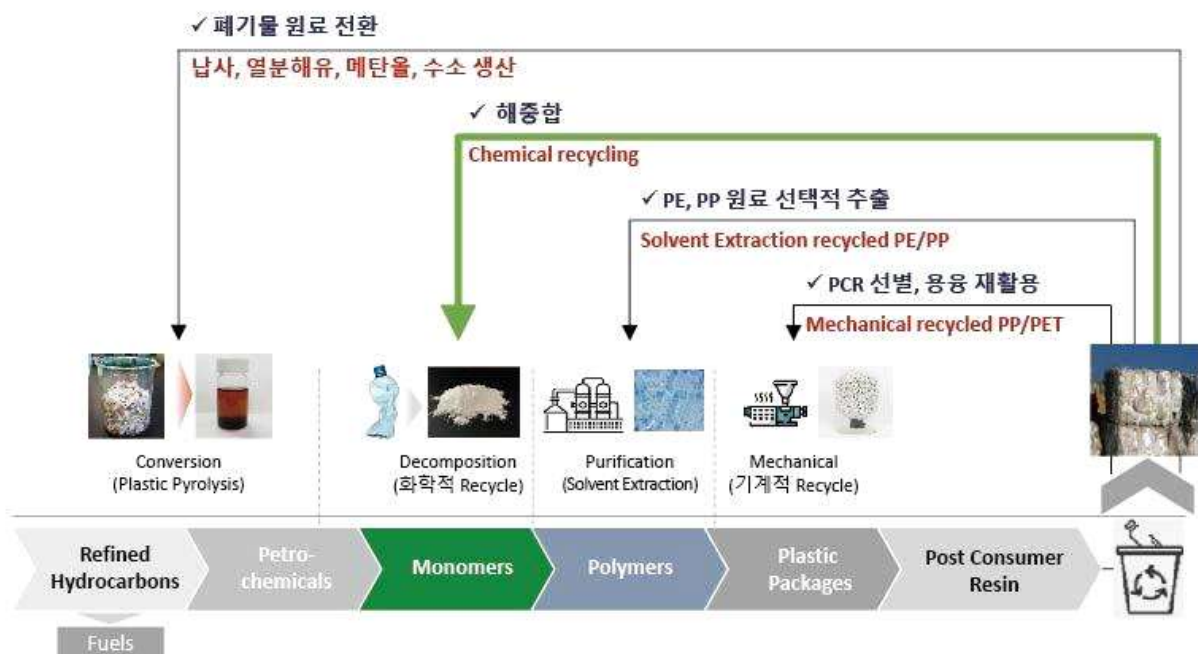 ✓ 폐기물 원료 전환
납사, 열분해유, 메탄올, 수소 생산
✓ 해중합
Chemical recycling
✓ PE, PP 원료 선택적 추출
Solvent Extraction recycled PE/PP
✓ PCR 선별, 용융 재활용
Mechanical recycled PP/PET
Conversion
(Plastic Pyrolysis)
Decomposition
(화학적 Recycle)
Purification
(Solvent Extraction)
Mechanical
(기계적 Recycle)
Refined
Hydrocarbons
Petro-
chemicals
Monomers
Polymers
Plastic
Packages
Post Consumer
Resin
Fuels